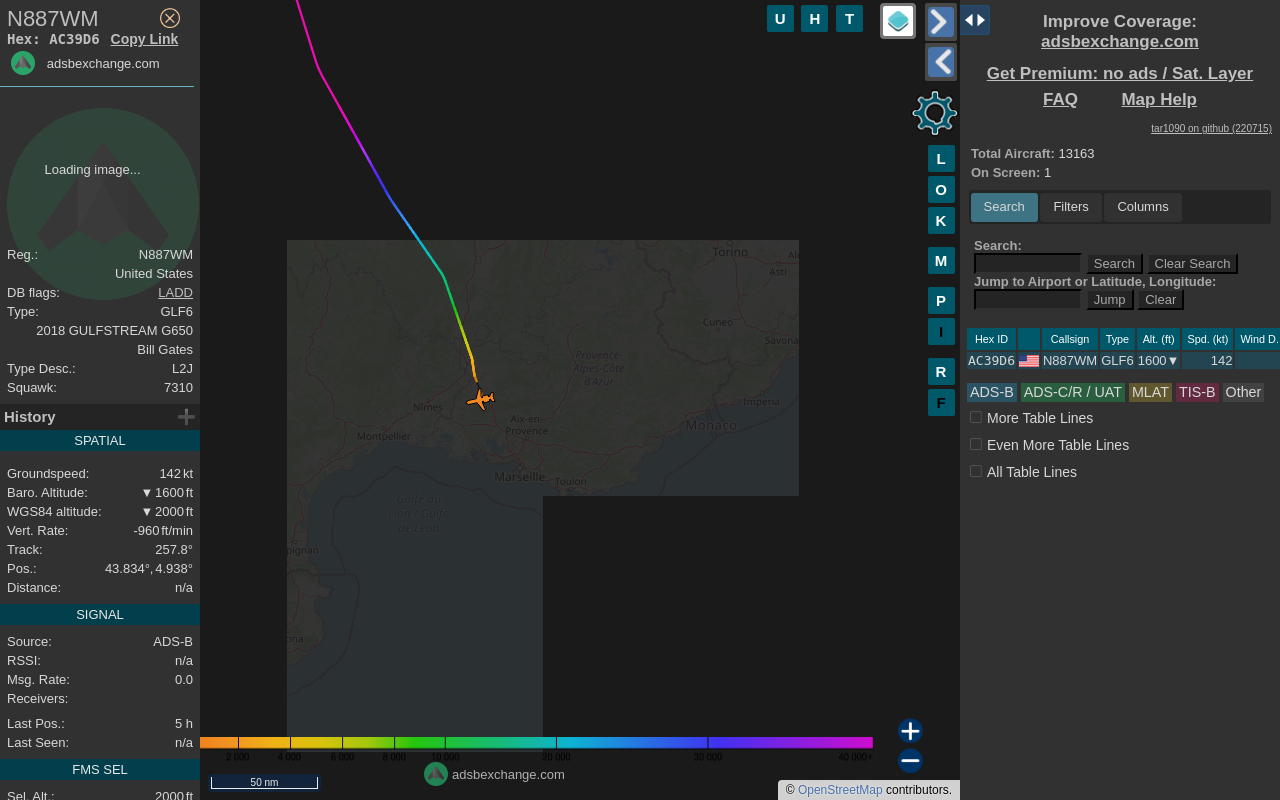 N887WM
Hex: AC39D6 Copy Link
adsbexchange.com
Loading image...
Reg.: N887WM
United States
DB flags: LADD
Type: GLF6
2018 GULFSTREAM G650
Bill Gates
Type Desc.: L2J
Squawk: 7310
History
SPATIAL
Groundspeed: 142 kt
Baro. Altitude: ▼ 1600 ft
WGS84 altitude: ▼ 2000 ft
Vert. Rate: -960 ft/min
Track: 257.8°
Pos.: 43.834°, 4.938°
Distance: n/a
SIGNAL
Source: ADS-B
RSSI: n/a
Msg. Rate: 0.0
Receivers:
Last Pos.: 5 h
Last Seen: n/a
FMS SEL
Sel. Alt.: 2000 ft
U H T
L
O
K
M
P
I
R
F
Torino
Asti
Cuneo
Savona
Provence-
Alpes-Côte
d'Azur
Nîmes
Imperia
Aix-en-
Provence
Monaco
Montpellier
Marseille
Toulon
Golfe du
Lion / Golfe
de Léon
pignan
ona
2 000 4 000 6 000 8 000 10 000 20 000 30 000 40 000+
50 nm
adsbexchange.com
© OpenStreetMap contributors.
Improve Coverage:
adsbexchange.com
Get Premium: no ads / Sat. Layer
FAQ Map Help
tar1090 on github (220715)
Total Aircraft: 13163
On Screen: 1
Search Filters Columns
Search:
Search Clear Search
Jump to Airport or Latitude, Longitude:
Jump Clear
Hex ID Callsign Type Alt. (ft) Spd. (kt) Wind D.
AC39D6 N887WM GLF6 1600▼ 142
ADS-B ADS-C/R / UAT MLAT TIS-B Other
More Table Lines
Even More Table Lines
All Table Lines